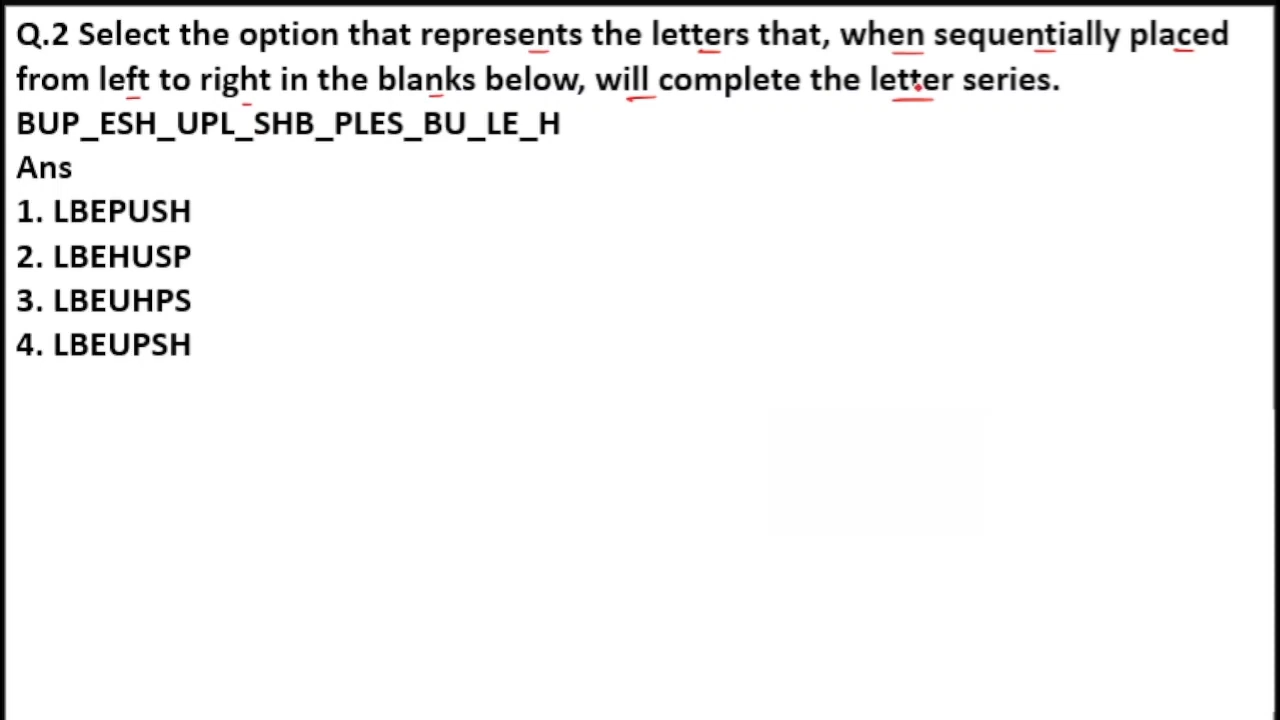 Q.2 Select the option that represents the letters that, when sequentially placed
from left to right in the blanks below, will complete the letter series.
BUP_ESH_UPL_SHB_PLES_BU_LE_H
Ans
1. LBEPUSH
2. LBEHUSP
3. LBEUHPS
4. LBEUPSH